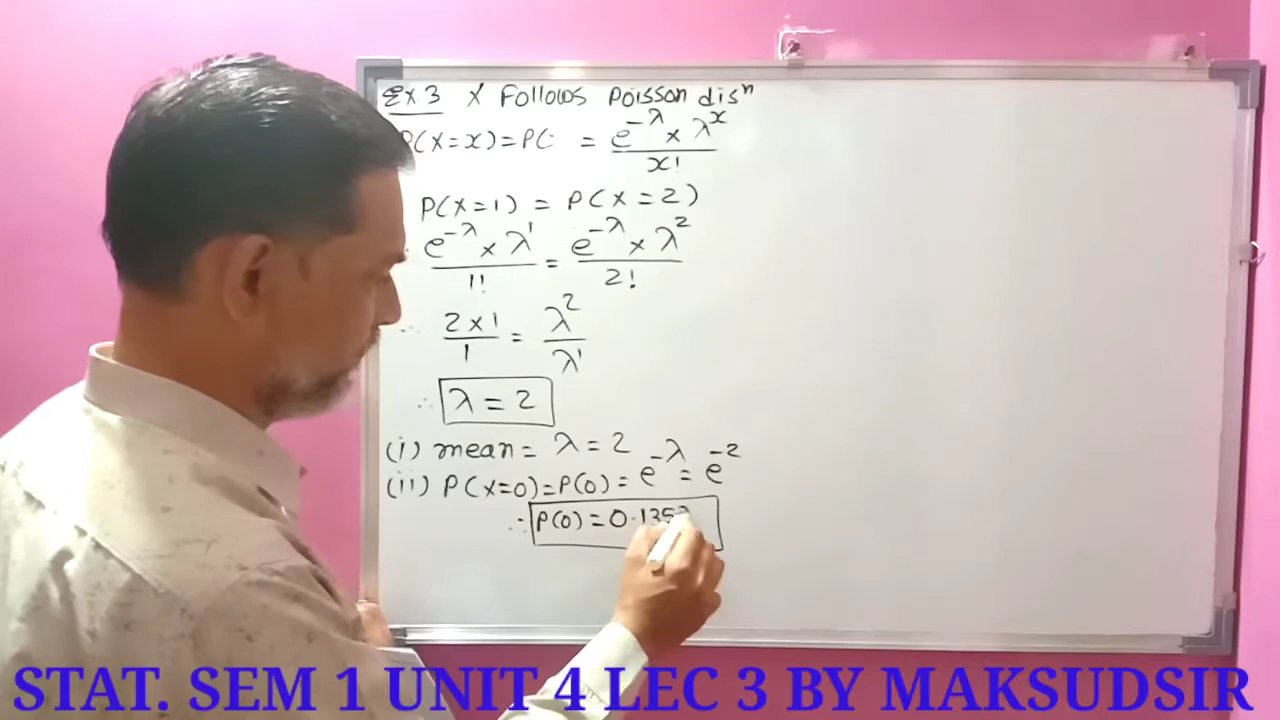 Ex 3 X Follows Poisson disⁿ
P(X=x)=P( = e^-λ × λ^x / x!
P(X=1) = P(X=2)
e^-λ × λ^1 / 1! = e^-λ × λ^2 / 2!
∴ 2×1 / 1 = λ^2 / λ^1
∴ λ = 2
(i) mean = λ = 2
(ii) P(X=0)=P(0) = e^-λ = e^-2
∴ P(0) = 0.135
STAT. SEM 1 UNIT 4 LEC 3 BY MAKSUDSIR